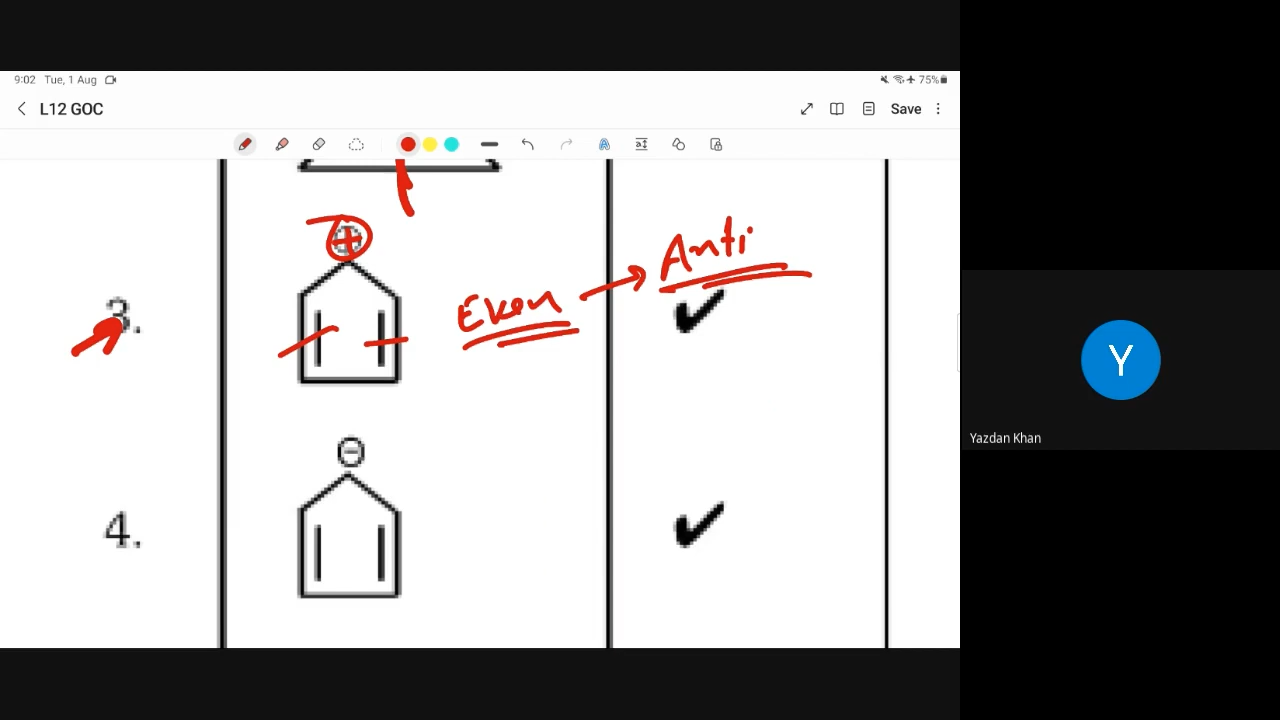 9:02 Tue, 1 Aug 75%
L12 GOC Save
⊕
Anti
Even
3.
⊖
4.
Y
Yazdan Khan